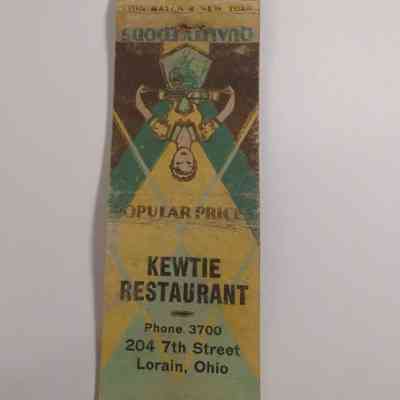 QUALITY FOODS
POPULAR PRICES
KEWTIE
RESTAURANT
Phone 3700
204 7th Street
Lorain, Ohio